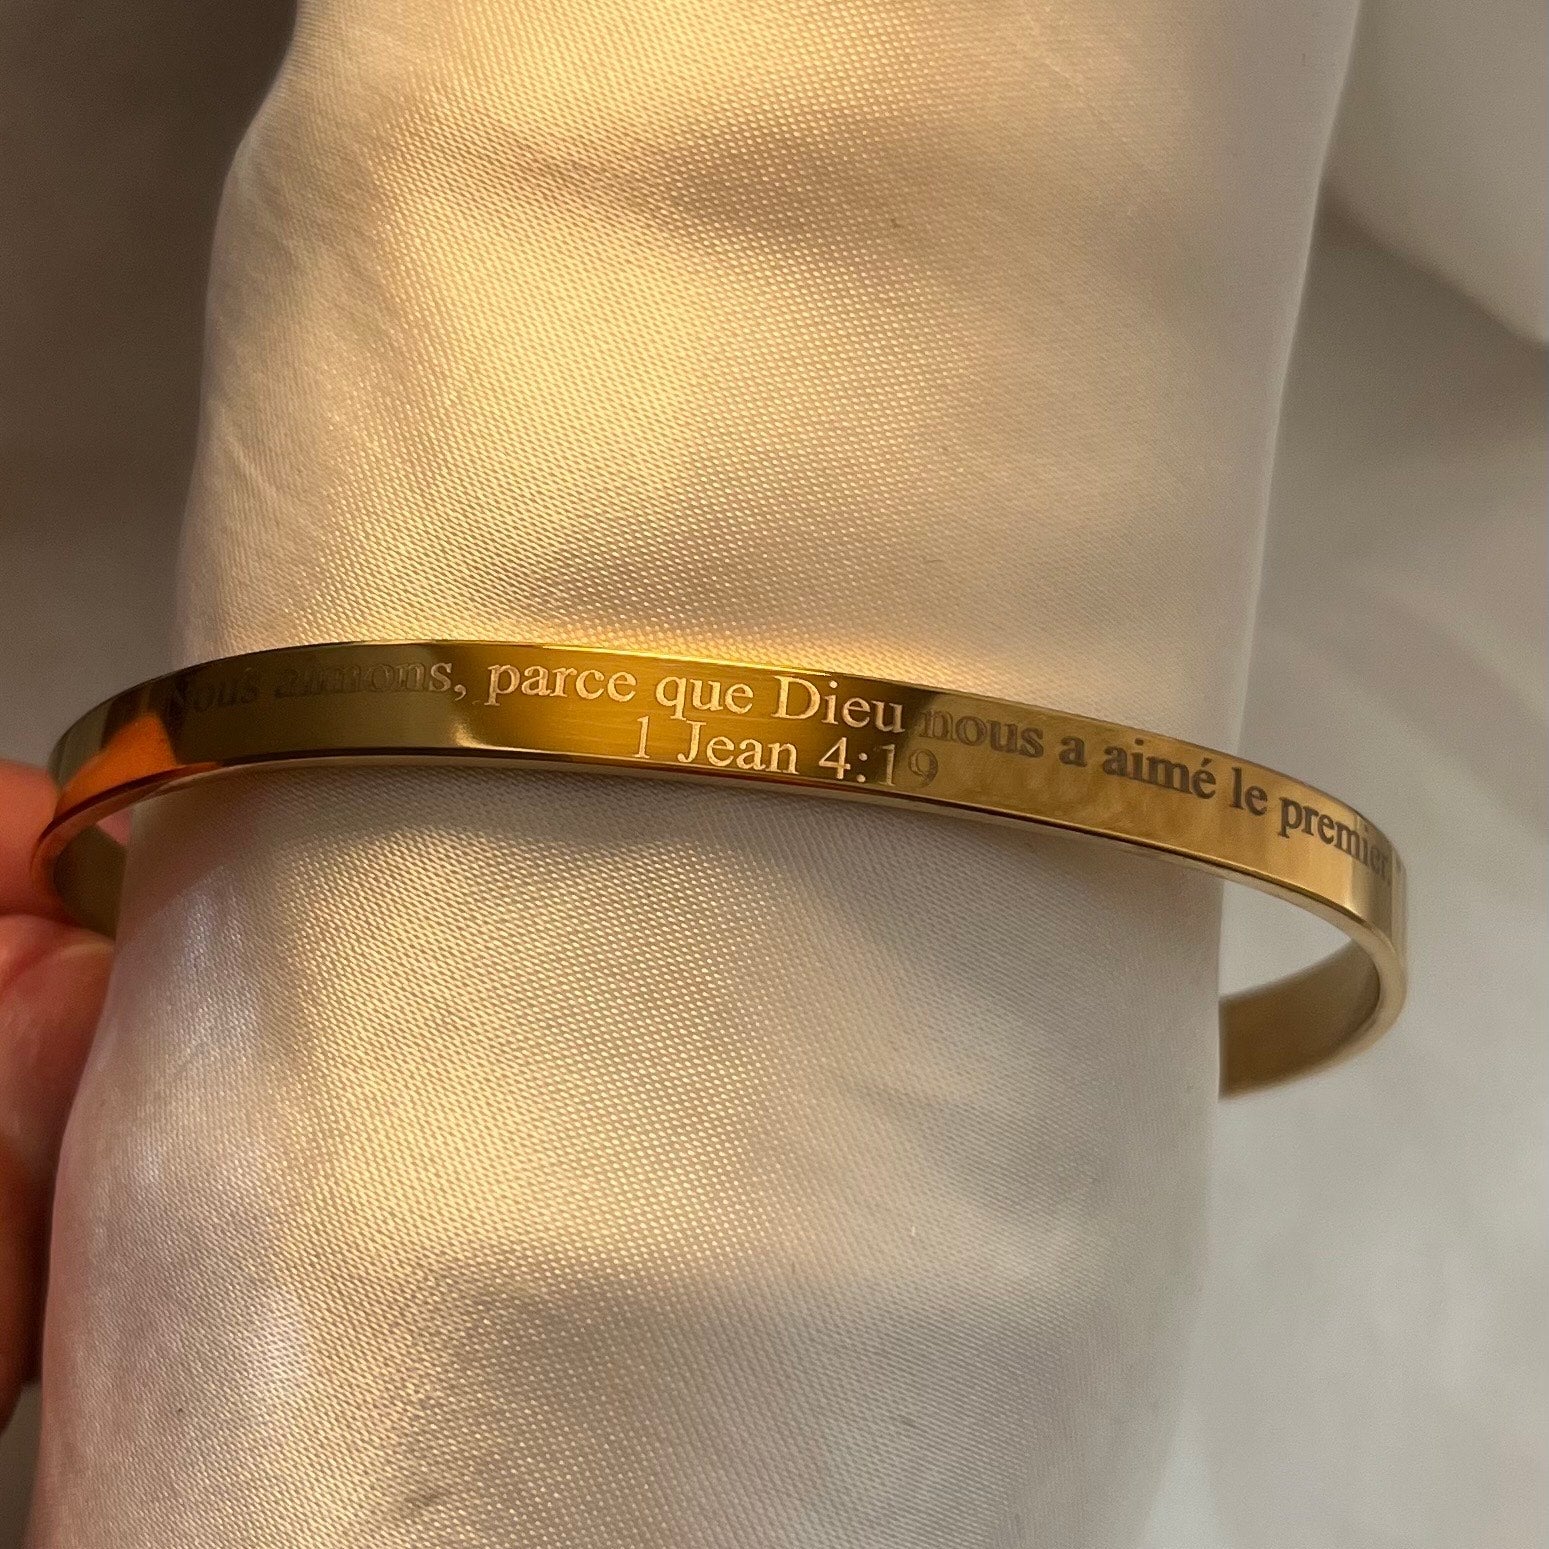 Nous aimons, parce que Dieu nous a aimé le premier.
1 Jean 4:19